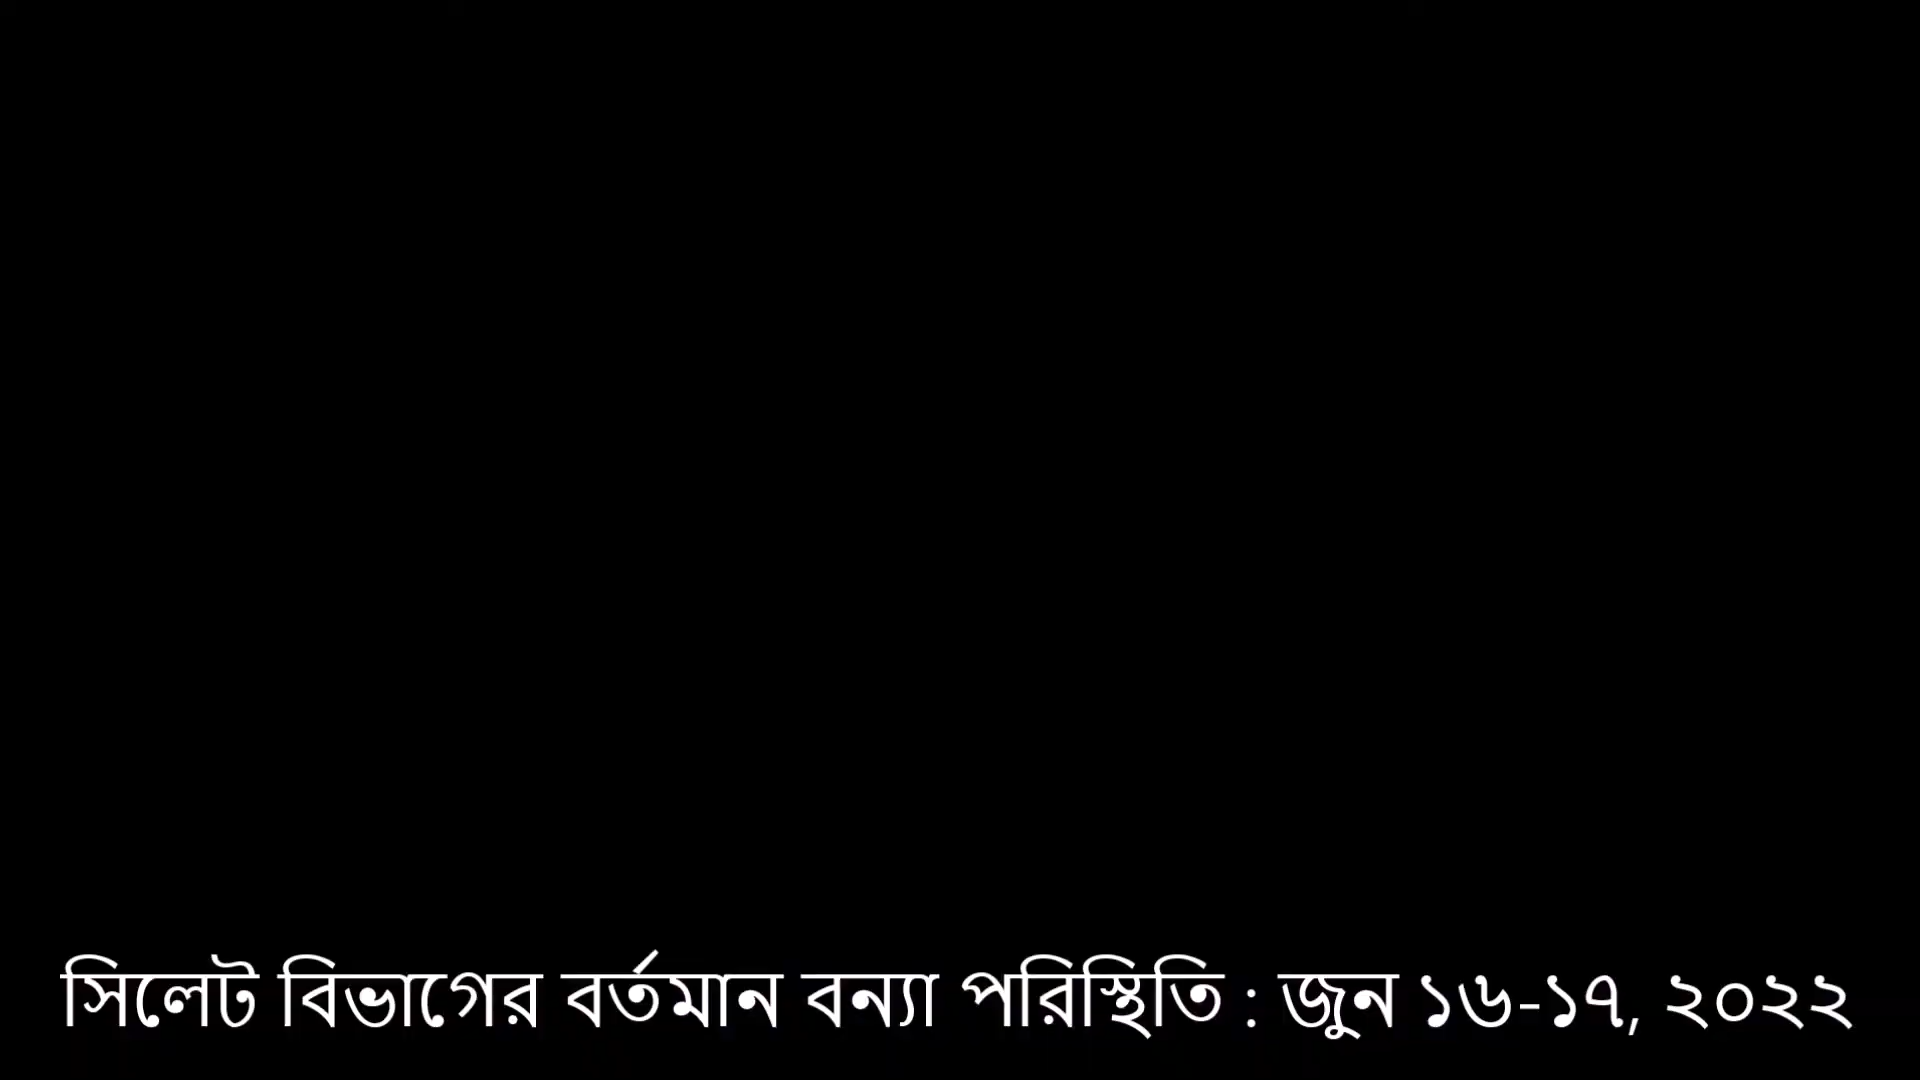 সিলেট বিভাগের বর্তমান বন্যা পরিস্থিতি : জুন ১৬-১৭, ২০২২